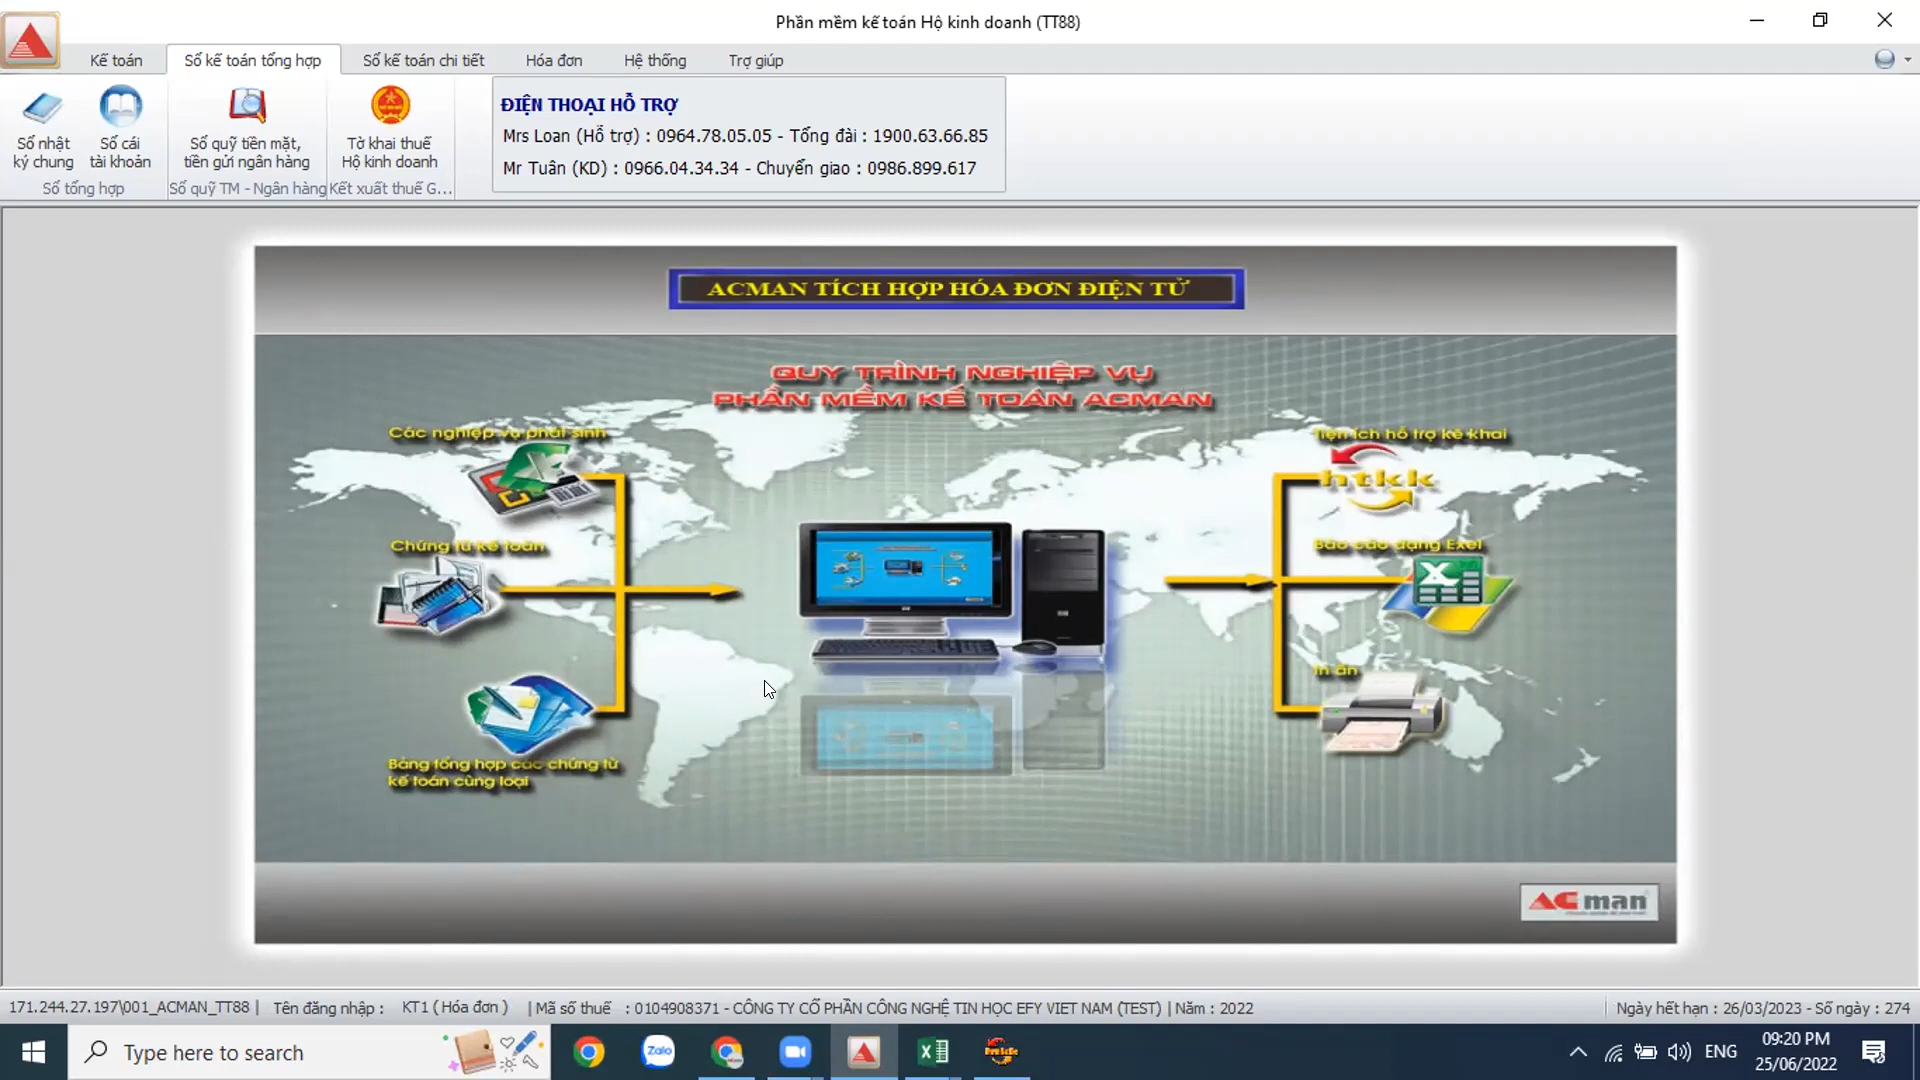 Phần mềm kế toán Hộ kinh doanh (TT88)
Kế toán
Sổ kế toán tổng hợp
Sổ kế toán chi tiết
Hóa đơn
Hệ thống
Trợ giúp
Sổ nhật
ký chung
Sổ cái
tài khoản
Sổ quỹ tiền mặt,
tiền gửi ngân hàng
Tờ khai thuế
Hộ kinh doanh
Sổ tổng hợp
Sổ quỹ TM - Ngân hàng
Kết xuất thuế G...
ĐIỆN THOẠI HỖ TRỢ
Mrs Loan (Hỗ trợ) : 0964.78.05.05 - Tổng đài : 1900.63.66.85
Mr Tuân (KD) : 0966.04.34.34 - Chuyển giao : 0986.899.617
ACMAN TÍCH HỢP HÓA ĐƠN ĐIỆN TỬ
QUY TRÌNH NGHIỆP VỤ
PHẦN MỀM KẾ TOÁN ACMAN
Các nghiệp vụ phát sinh
Tiện ích hỗ trợ kê khai
htkk
Chứng từ kế toán
Báo cáo dạng Exel
In ấn
Bảng tổng hợp các chứng từ
kế toán cùng loại
ACman
171.244.27.197\001_ACMAN_TT88 | Tên đăng nhập : KT1 ( Hóa đơn ) | Mã số thuế : 0104908371 - CÔNG TY CỔ PHẦN CÔNG NGHỆ TIN HỌC EFY VIET NAM (TEST) | Năm : 2022
Ngày hết hạn : 26/03/2023 - Số ngày : 274
Type here to search
Zalo
ENG
09:20 PM
25/06/2022